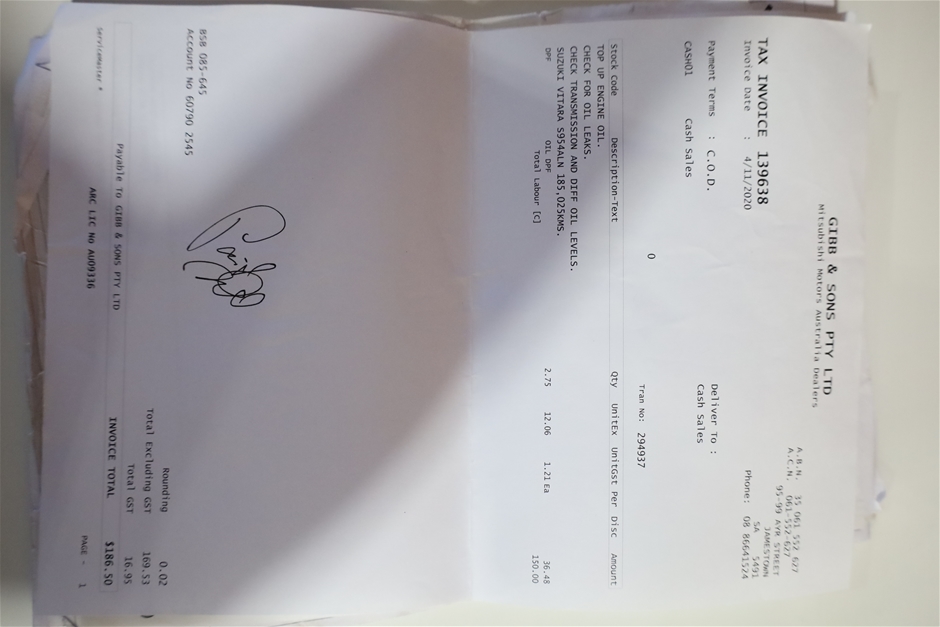 GIBB & SONS PTY LTD
Mitsubishi Motors Australia Dealers
A.B.N. 35 061 552 627
A.C.N. 061-552-627
95-99 AYR STREET
JAMESTOWN
SA 5491
Phone: 08 86641524
TAX INVOICE 139638
Invoice Date : 4/11/2020
Payment Terms : C.O.D.
Deliver To :
CASH01 Cash Sales
Cash Sales
0
Tran No: 294937
Stock Code Description-Text Qty UnitEx UnitGst Per Disc Amount
TOP UP ENGINE OIL.
CHECK FOR OIL LEAKS.
CHECK TRANSMISSION AND DIFF OIL LEVELS.
SUZUKI VITARA S954ALN 185,025KMS.
DPF OIL DPF 2.75 12.06 1.21 Ea 36.48
Total Labour [c] 150.00
BSB 085-645
Account No 60790 2545
Rounding 0.02
Total Excluding GST 169.53
Total GST 16.95
Payable To GIBB & SONS PTY LTD INVOICE TOTAL $186.50
servicemaster *
ARC LIC No AU09336
PAGE - 1